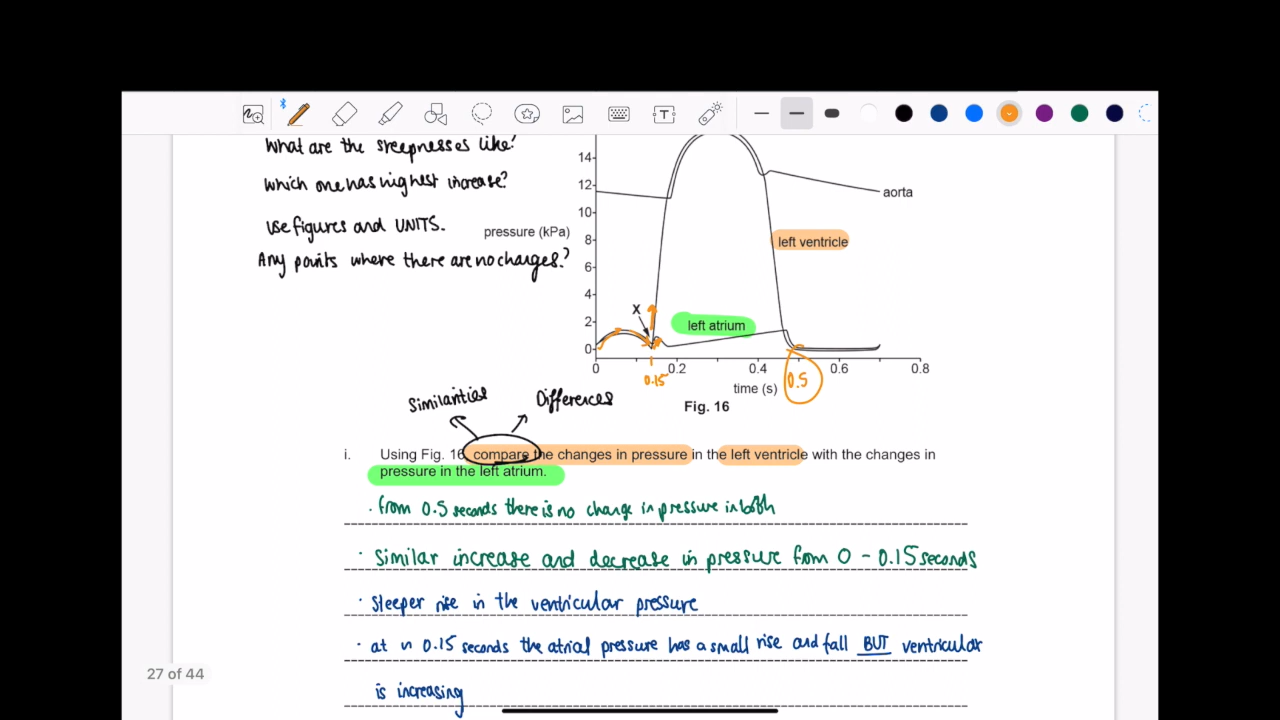 What are the steepnesses like?
which one has highest increase?
use figures and UNITS.
Any points where there are no changes?
pressure (kPa)
14
12
10
8
6
4
2
0
aorta
left ventricle
X
left atrium
0
0.15
0.2
0.4
0.5
0.6
0.8
time (s)
Fig. 16
Similarities
Differences
i. Using Fig. 16 compare the changes in pressure in the left ventricle with the changes in
pressure in the left atrium.
· from 0.5 seconds there is no change in pressure in both
· Similar increase and decrease in pressure from 0 - 0.15 seconds
· steeper rise in the ventricular pressure
· at ~ 0.15 seconds the atrial pressure has a small rise and fall BUT ventricular
is increasing
27 of 44